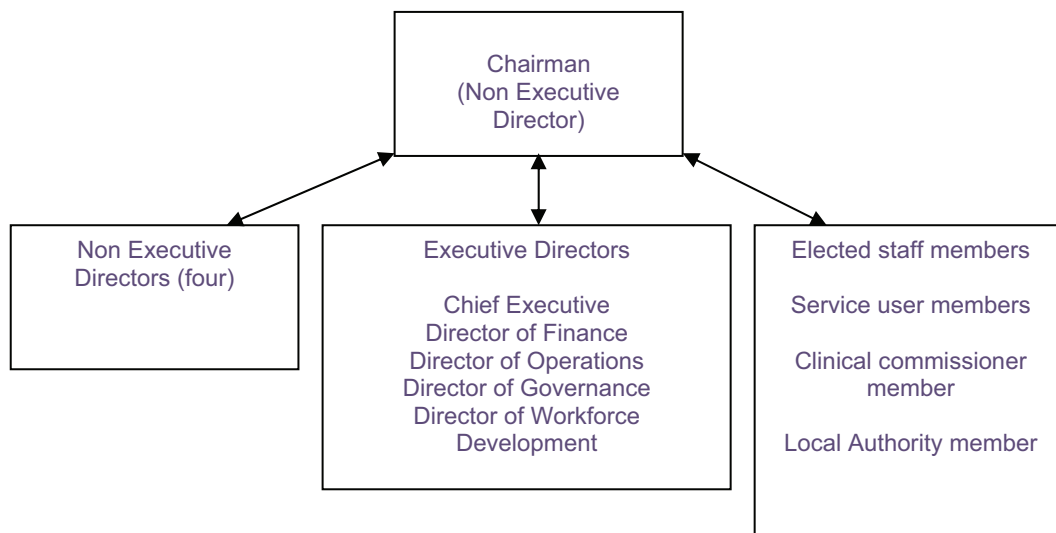 Chairman
(Non Executive
Director)
Non Executive
Directors (four)
Executive Directors
Chief Executive
Director of Finance
Director of Operations
Director of Governance
Director of Workforce
Development
Elected staff members
Service user members
Clinical commissioner
member
Local Authority member